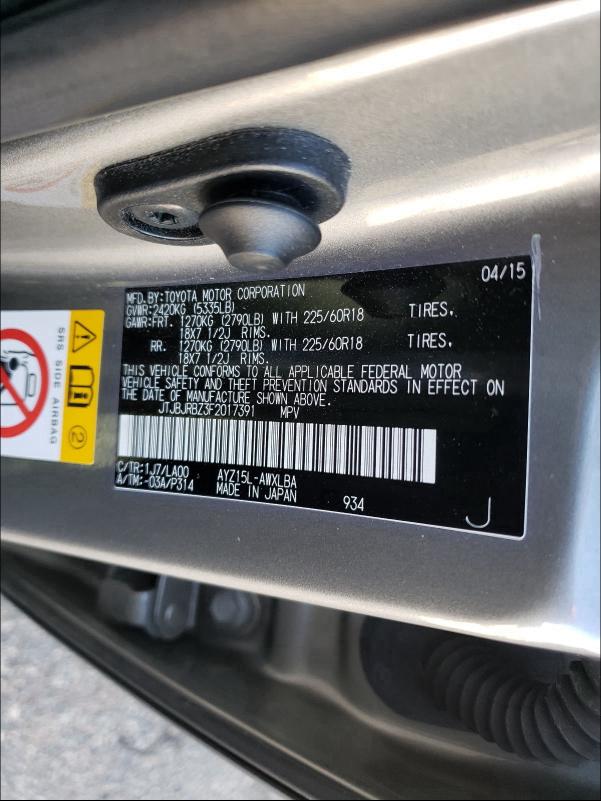 04/15
MFD. BY: TOYOTA MOTOR CORPORATION
GVWR: 2420KG (5335LB)
GAWR: FRT. 1270KG (2790LB) WITH 225/60R18 TIRES,
18X7 1/2J RIMS.
RR. 1270KG (2790LB) WITH 225/60R18 TIRES,
18X7 1/2J RIMS.
THIS VEHICLE CONFORMS TO ALL APPLICABLE FEDERAL MOTOR
VEHICLE SAFETY AND THEFT PREVENTION STANDARDS IN EFFECT ON
THE DATE OF MANUFACTURE SHOWN ABOVE.
JTJBJRBZ3F2017391 MPV
C/TR: 1J7/LA00 AYZ15L-AWXLBA
A/TM: -03A/P314 MADE IN JAPAN 934
J
SRS SIDE AIRBAG
2